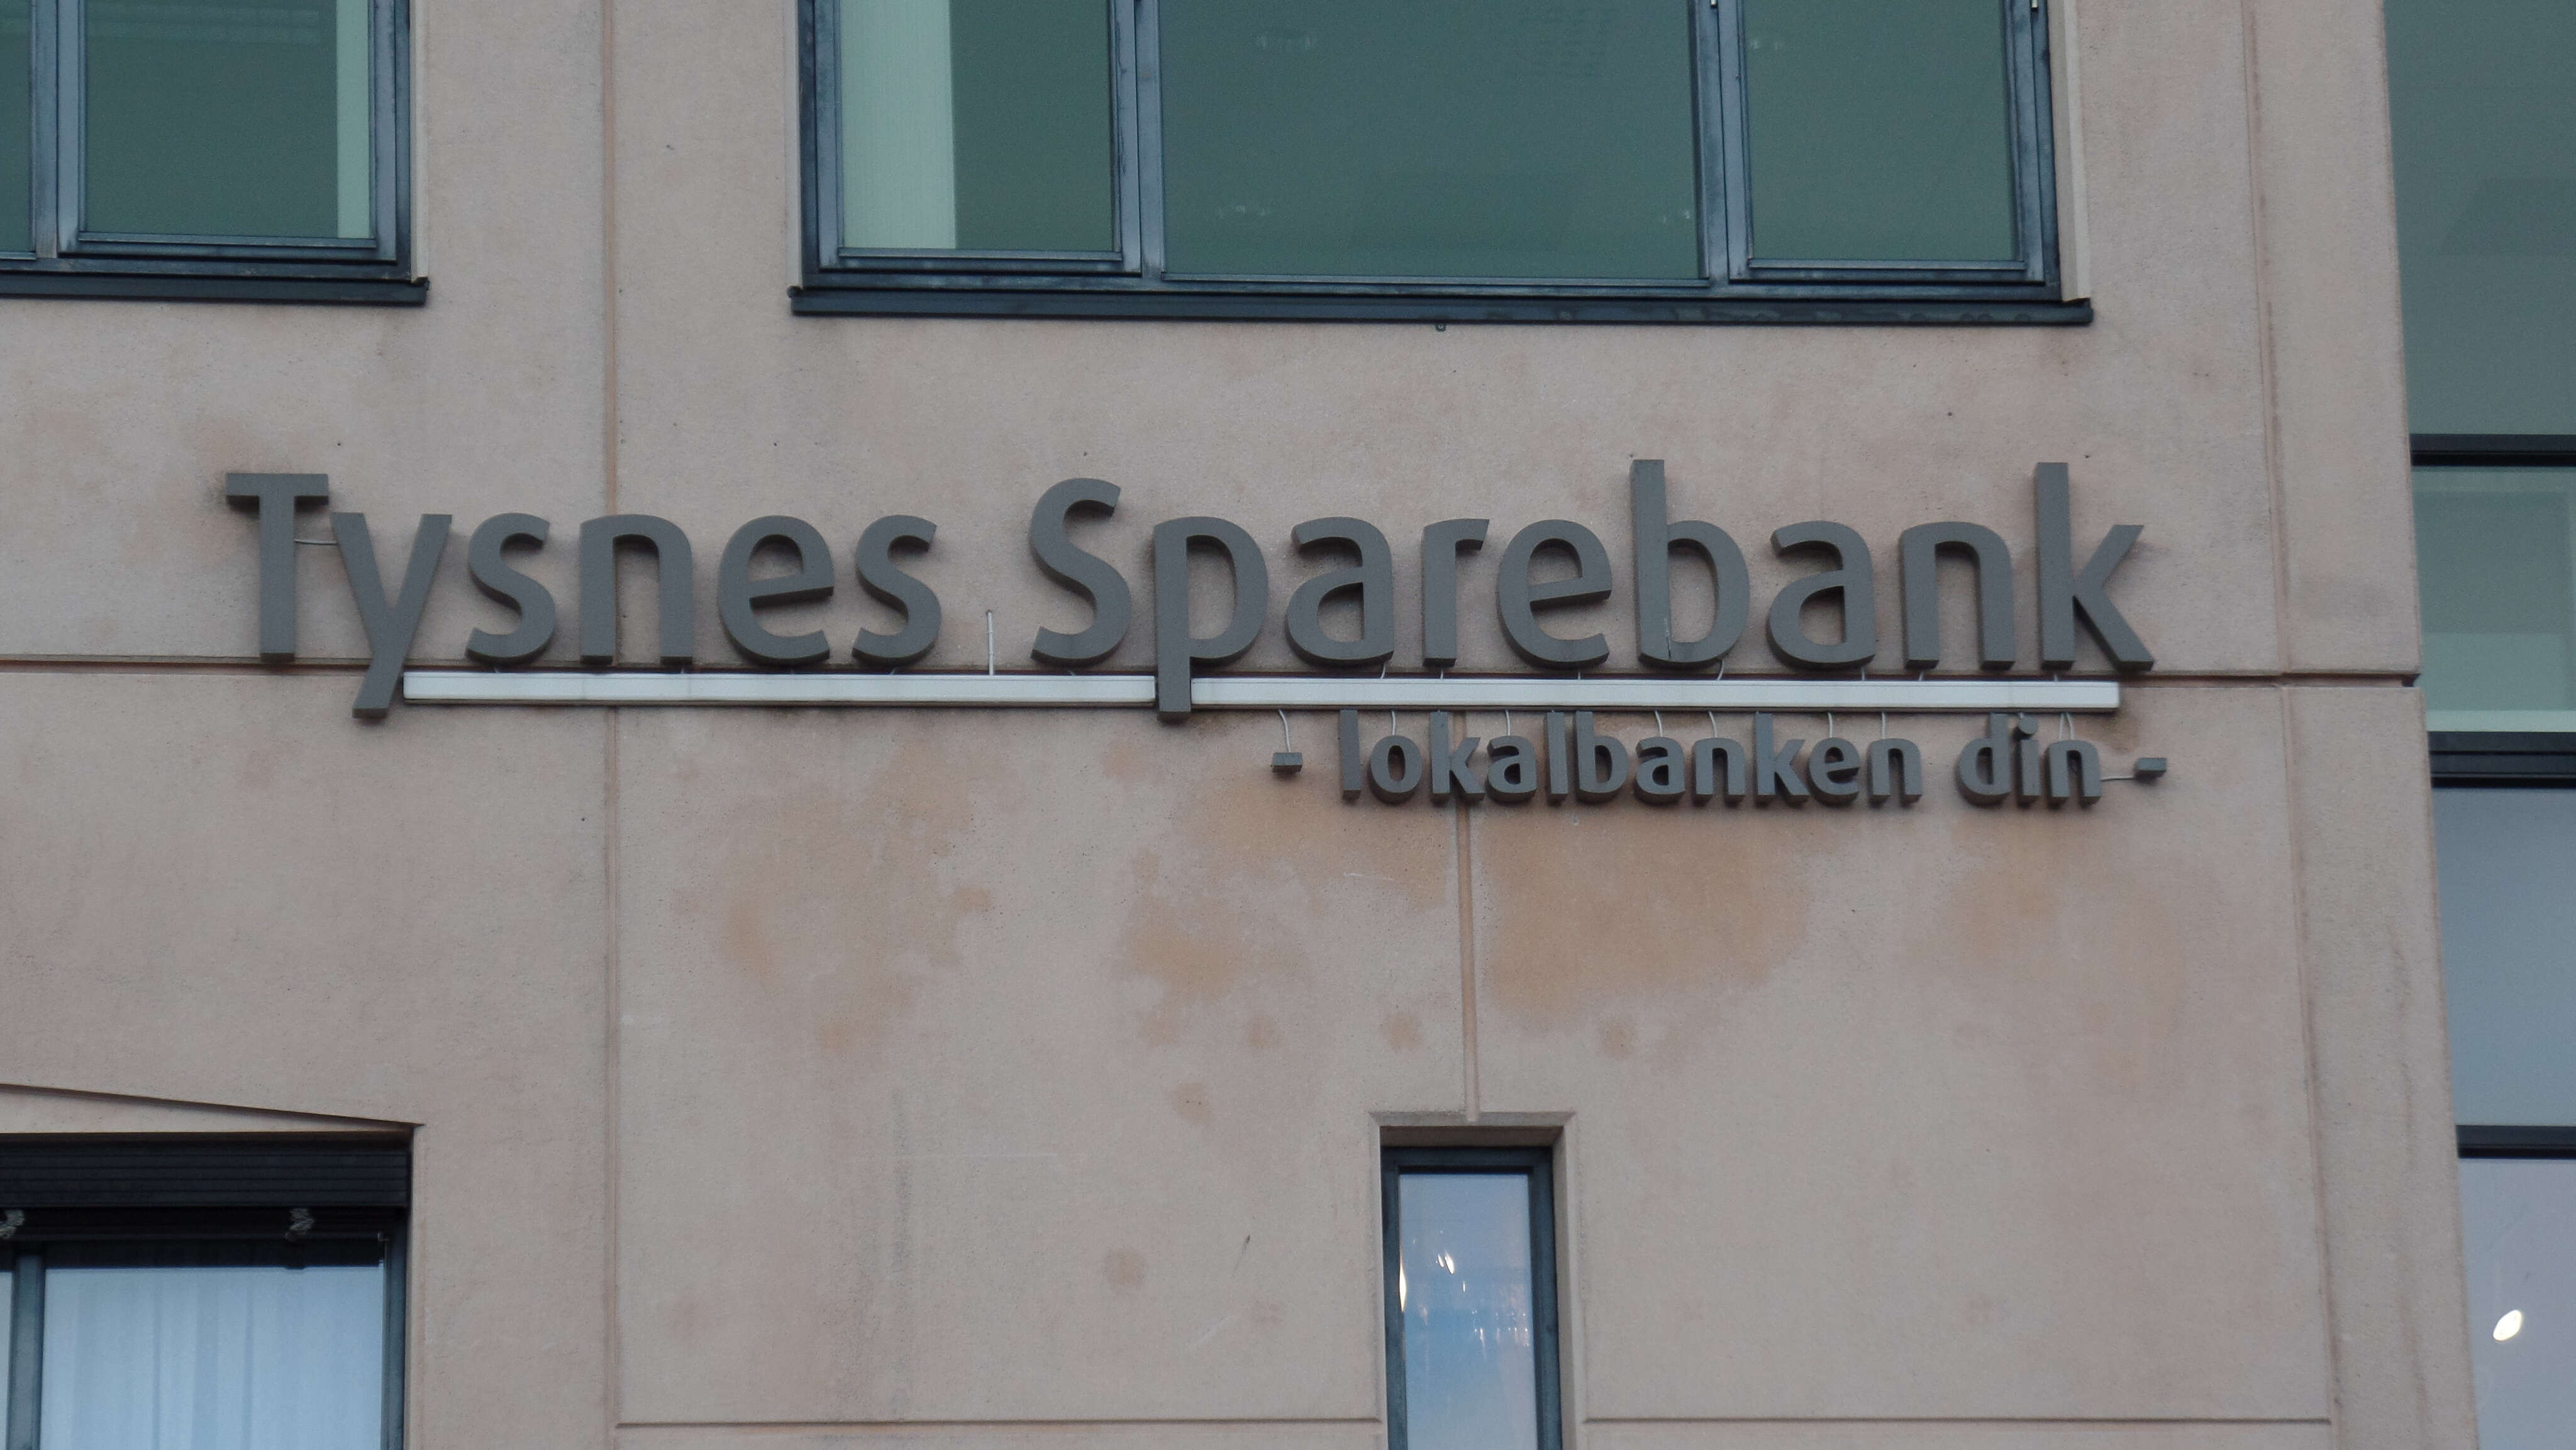 Tysnes Sparebank
- lokalbanken din -